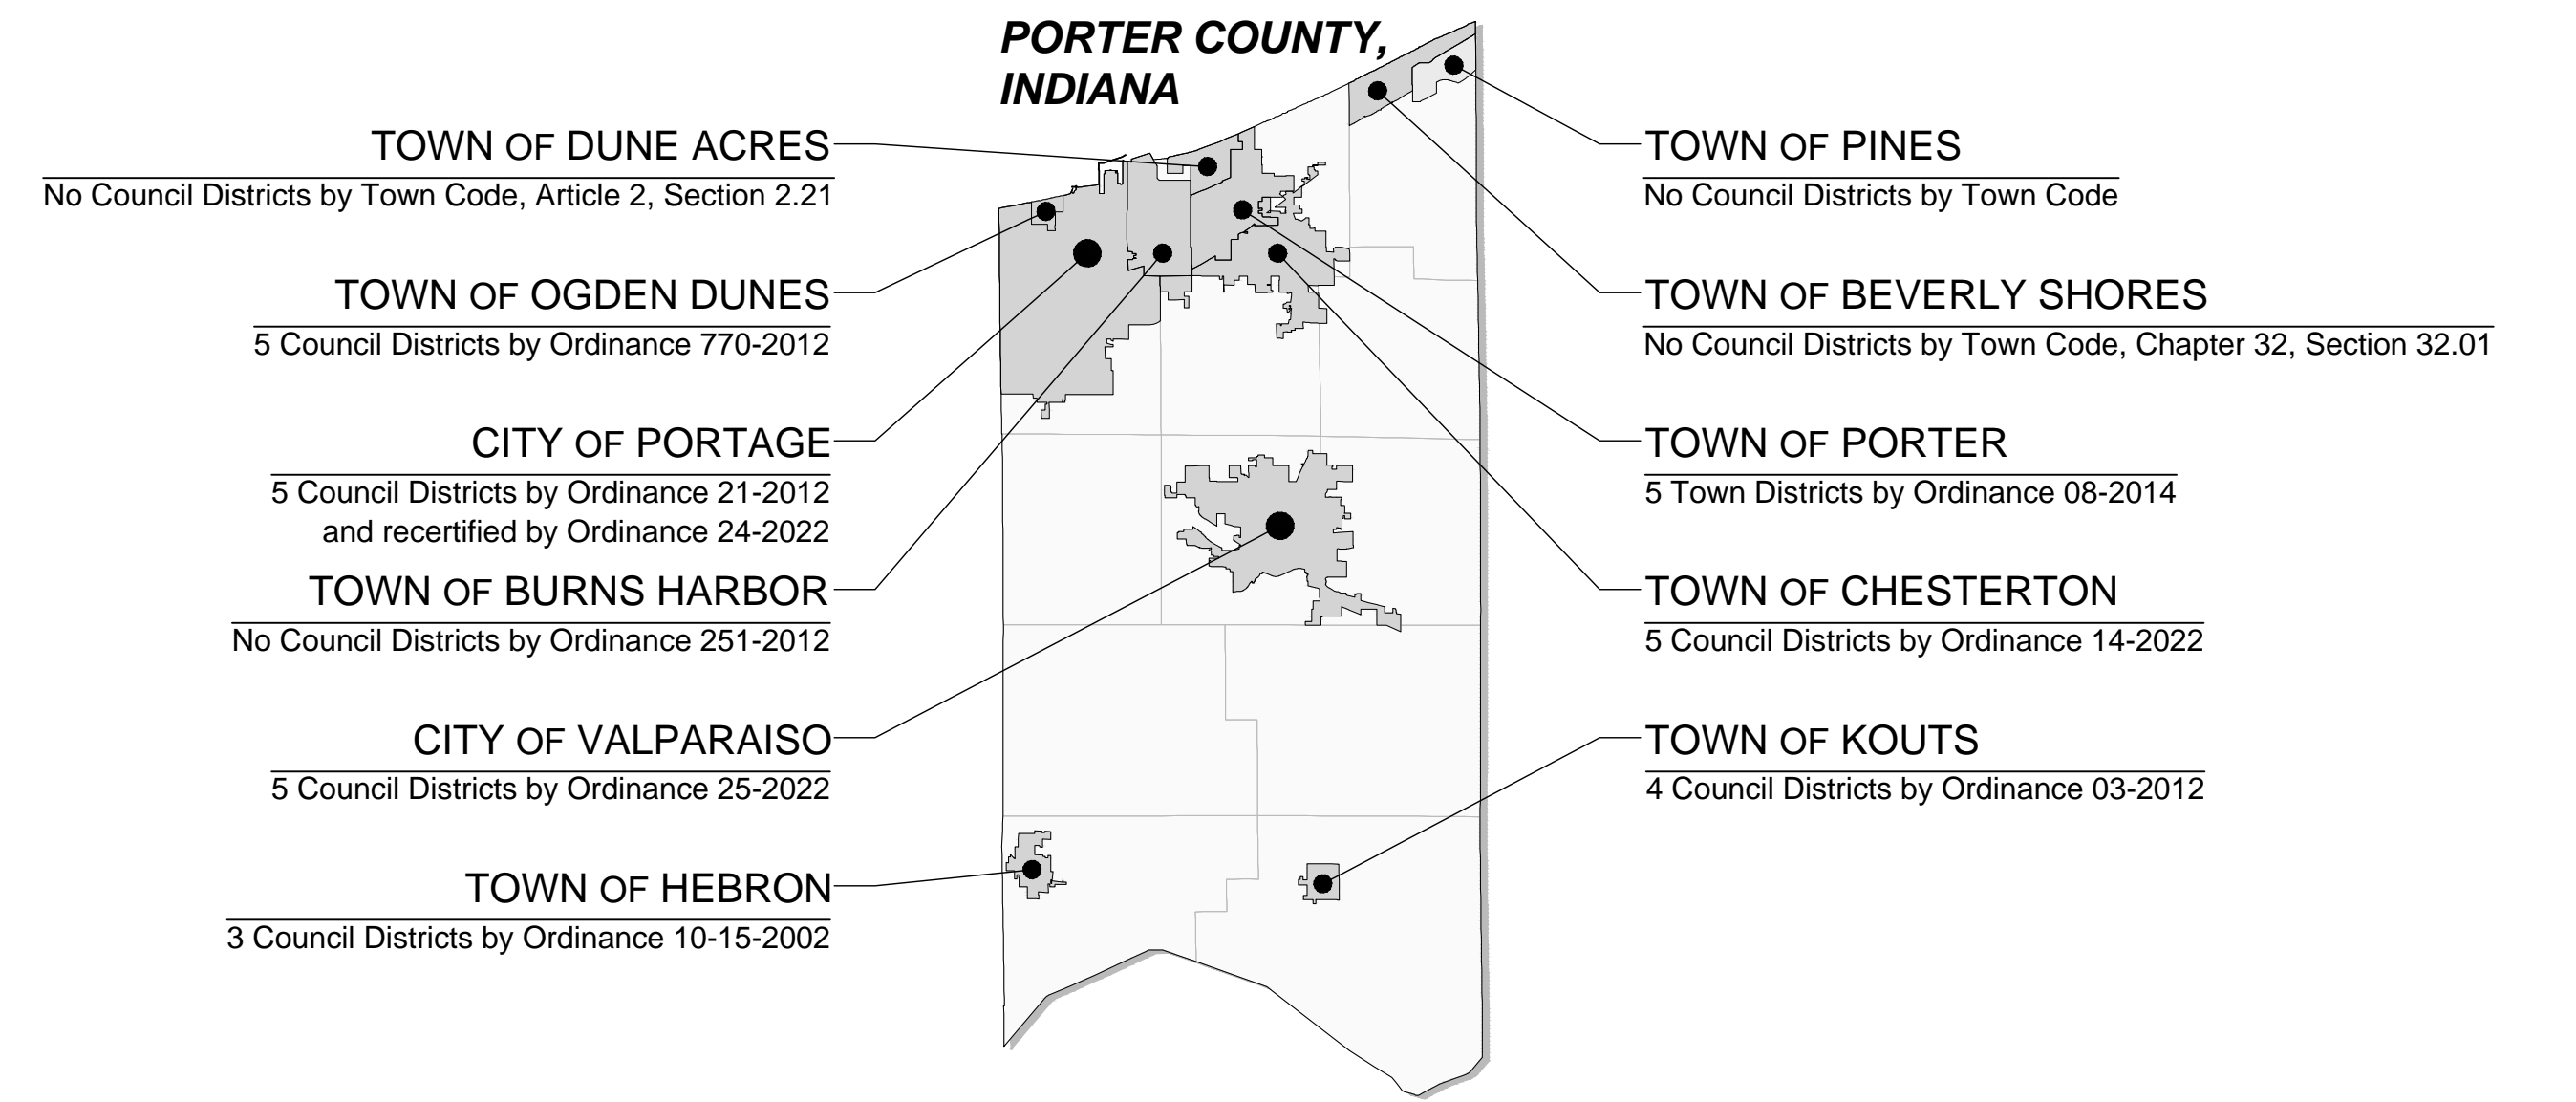 PORTER COUNTY,
INDIANA
TOWN OF DUNE ACRES
No Council Districts by Town Code, Article 2, Section 2.21
TOWN OF OGDEN DUNES
5 Council Districts by Ordinance 770-2012
CITY OF PORTAGE
5 Council Districts by Ordinance 21-2012
and recertified by Ordinance 24-2022
TOWN OF BURNS HARBOR
No Council Districts by Ordinance 251-2012
CITY OF VALPARAISO
5 Council Districts by Ordinance 25-2022
TOWN OF HEBRON
3 Council Districts by Ordinance 10-15-2002
TOWN OF PINES
No Council Districts by Town Code
TOWN OF BEVERLY SHORES
No Council Districts by Town Code, Chapter 32, Section 32.01
TOWN OF PORTER
5 Town Districts by Ordinance 08-2014
TOWN OF CHESTERTON
5 Council Districts by Ordinance 14-2022
TOWN OF KOUTS
4 Council Districts by Ordinance 03-2012